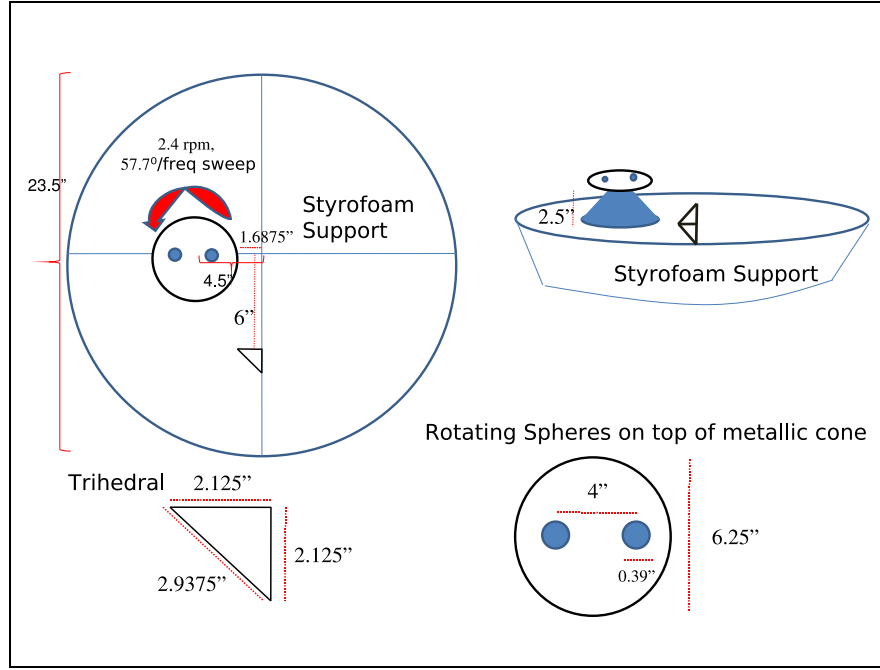 2.4 rpm,
57.7⁰/freq sweep
23.5”
Styrofoam
Support
1.6875”
4.5”
6”
2.5”
Styrofoam Support
Trihedral
2.125”
2.125”
2.9375”
Rotating Spheres on top of metallic cone
4”
6.25”
0.39”